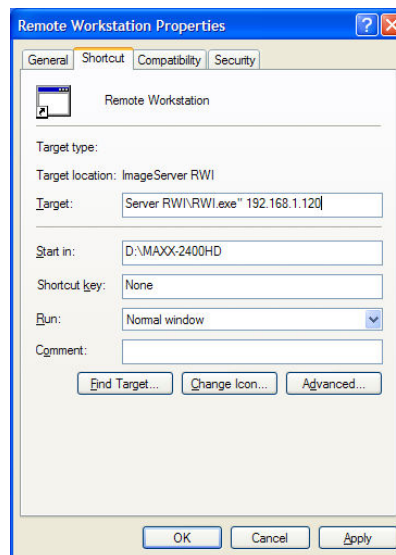 Remote Workstation Properties
General Shortcut Compatibility Security
Remote Workstation
Target type:
Target location: ImageServer RWI
Target: Server RWI\RWI.exe" 192.168.1.120
Start in: D:\MAXX-2400HD
Shortcut key: None
Run: Normal window
Comment:
Find Target... Change Icon... Advanced...
OK Cancel Apply